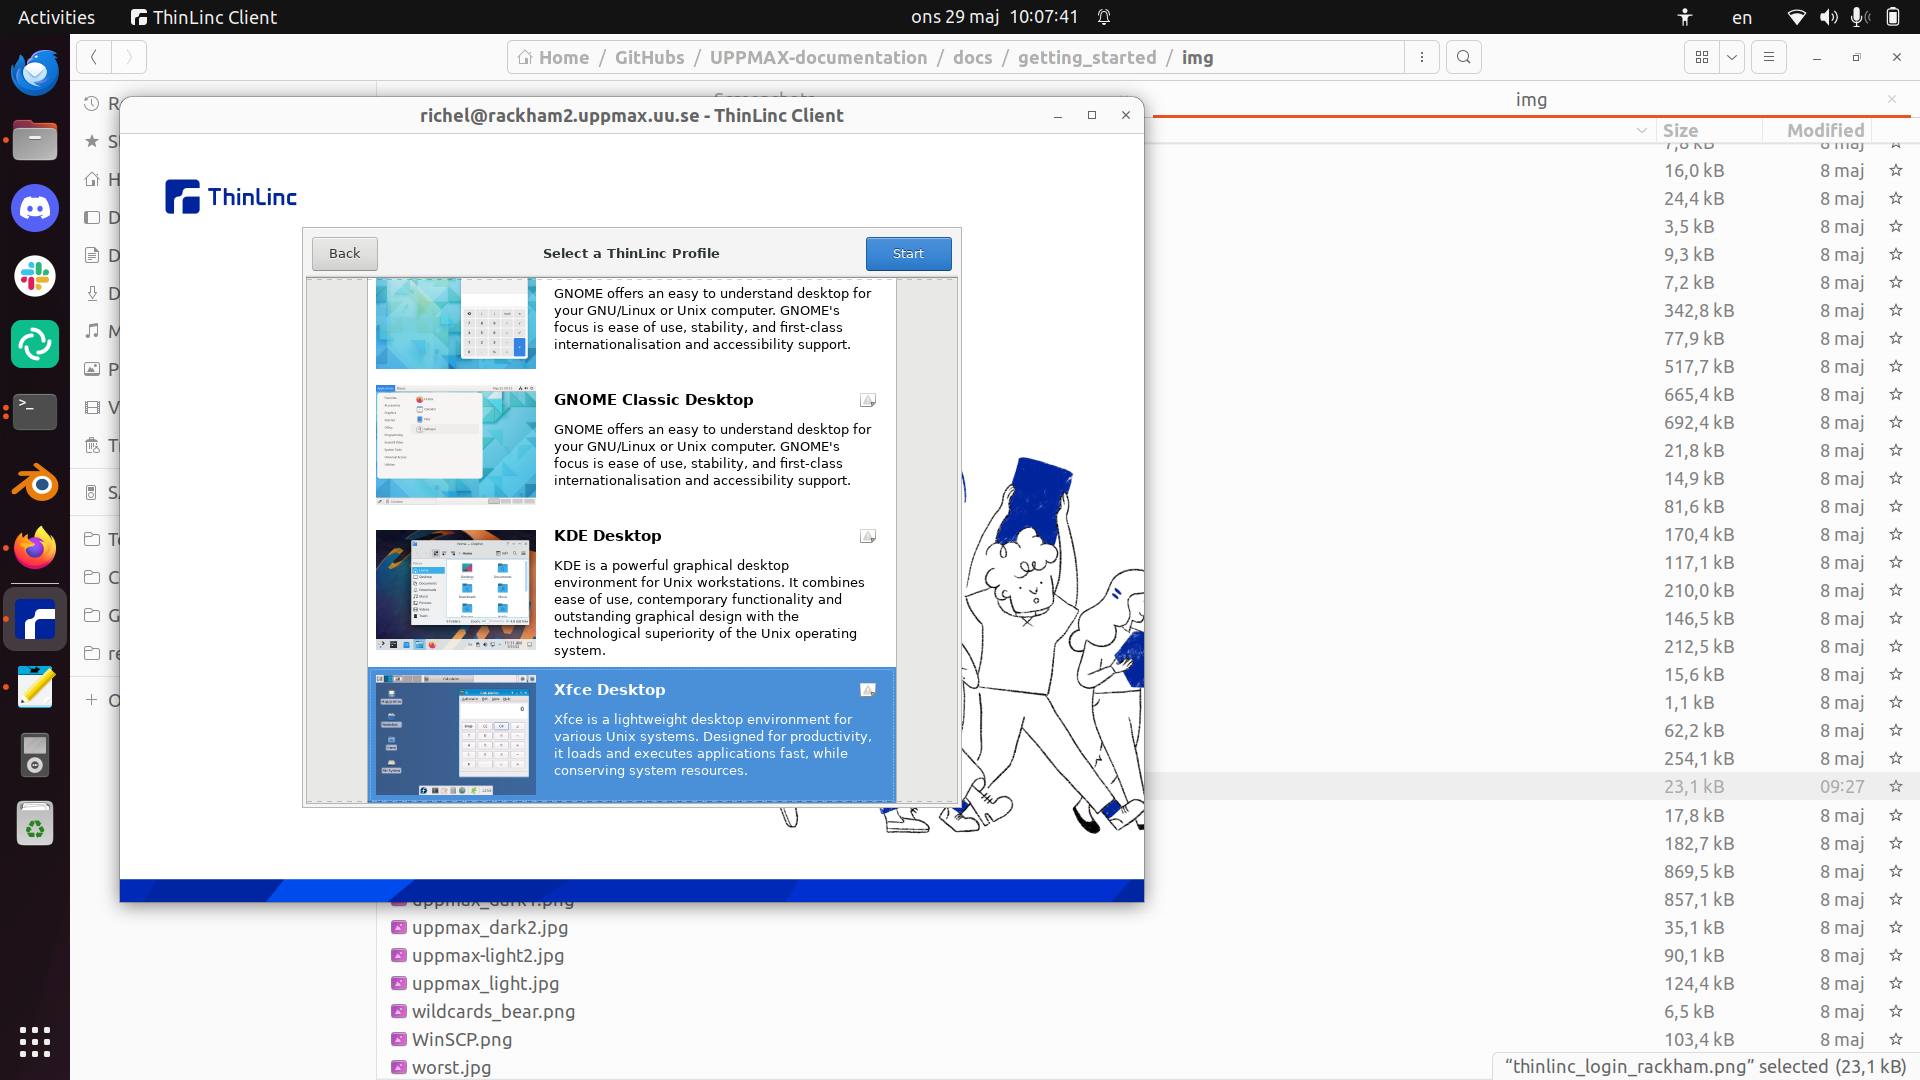 Activities
ThinLinc Client
ons 29 maj 10:07:41
en
Home / GitHubs / UPPMAX-documentation / docs / getting_started / img
img
richel@rackham2.uppmax.uu.se - ThinLinc Client
Size
Modified
ThinLinc
Back
Select a ThinLinc Profile
Start
GNOME offers an easy to understand desktop for
your GNU/Linux or Unix computer. GNOME's
focus is ease of use, stability, and first-class
internationalisation and accessibility support.
GNOME Classic Desktop
GNOME offers an easy to understand desktop for
your GNU/Linux or Unix computer. GNOME's
focus is ease of use, stability, and first-class
internationalisation and accessibility support.
KDE Desktop
KDE is a powerful graphical desktop
environment for Unix workstations. It combines
ease of use, contemporary functionality and
outstanding graphical design with the
technological superiority of the Unix operating
system.
Xfce Desktop
Xfce is a lightweight desktop environment for
various Unix systems. Designed for productivity,
it loads and executes applications fast, while
conserving system resources.
7,8 kB 8 maj
16,0 kB 8 maj
24,4 kB 8 maj
3,5 kB 8 maj
9,3 kB 8 maj
7,2 kB 8 maj
342,8 kB 8 maj
77,9 kB 8 maj
517,7 kB 8 maj
665,4 kB 8 maj
692,4 kB 8 maj
21,8 kB 8 maj
14,9 kB 8 maj
81,6 kB 8 maj
170,4 kB 8 maj
117,1 kB 8 maj
210,0 kB 8 maj
146,5 kB 8 maj
212,5 kB 8 maj
15,6 kB 8 maj
1,1 kB 8 maj
62,2 kB 8 maj
254,1 kB 8 maj
23,1 kB 09:27
17,8 kB 8 maj
182,7 kB 8 maj
869,5 kB 8 maj
uppmax_dark1.png 857,1 kB 8 maj
uppmax_dark2.jpg 35,1 kB 8 maj
uppmax-light2.jpg 90,1 kB 8 maj
uppmax_light.jpg 124,4 kB 8 maj
wildcards_bear.png 6,5 kB 8 maj
WinSCP.png 103,4 kB 8 maj
worst.jpg
“thinlinc_login_rackham.png” selected (23,1 kB)